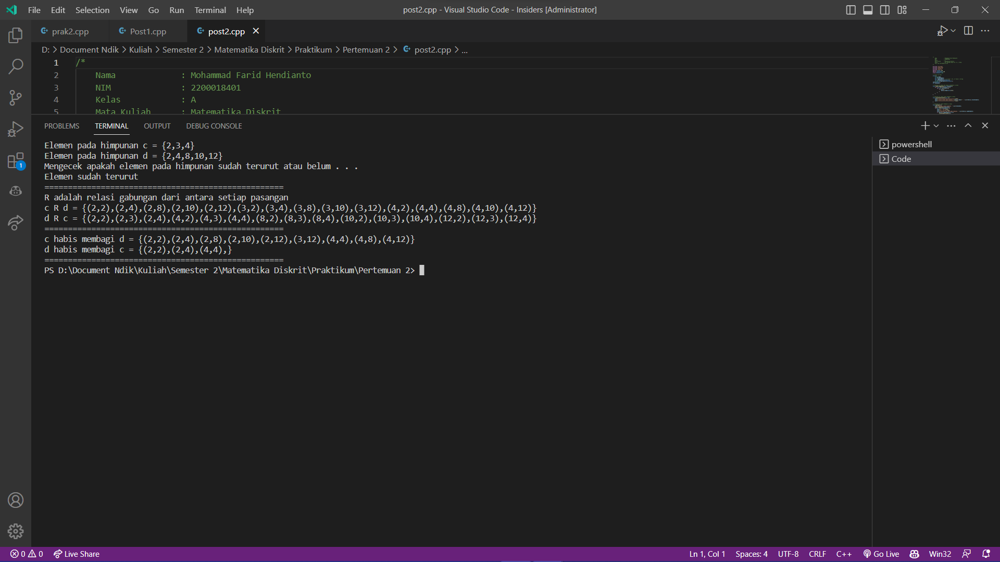 File Edit Selection View Go Run Terminal Help
post2.cpp - Visual Studio Code - Insiders [Administrator]
prak2.cpp Post1.cpp post2.cpp
D: > Document Ndik > Kuliah > Semester 2 > Matematika Diskrit > Praktikum > Pertemuan 2 > post2.cpp > ...
1 /*
2 Nama : Mohammad Farid Hendianto
3 NIM : 2200018401
4 Kelas : A
5 Mata Kuliah : Matematika Diskrit
PROBLEMS TERMINAL OUTPUT DEBUG CONSOLE
Elemen pada himpunan c = {2,3,4}
Elemen pada himpunan d = {2,4,8,10,12}
Mengecek apakah elemen pada himpunan sudah terurut atau belum . . .
Elemen sudah terurut
===================================================
R adalah relasi gabungan dari antara setiap pasangan
c R d = {(2,2),(2,4),(2,8),(2,10),(2,12),(3,2),(3,4),(3,8),(3,10),(3,12),(4,2),(4,4),(4,8),(4,10),(4,12)}
d R c = {(2,2),(2,3),(2,4),(4,2),(4,3),(4,4),(8,2),(8,3),(8,4),(10,2),(10,3),(10,4),(12,2),(12,3),(12,4)}
===================================================
c habis membagi d = {(2,2),(2,4),(2,8),(2,10),(2,12),(3,12),(4,4),(4,8),(4,12)}
d habis membagi c = {(2,2),(2,4),(4,4),}
===================================================
PS D:\Document Ndik\Kuliah\Semester 2\Matematika Diskrit\Praktikum\Pertemuan 2>
powershell
Code
1
0 0 Live Share
Ln 1, Col 1 Spaces: 4 UTF-8 CRLF C++ Go Live Win32